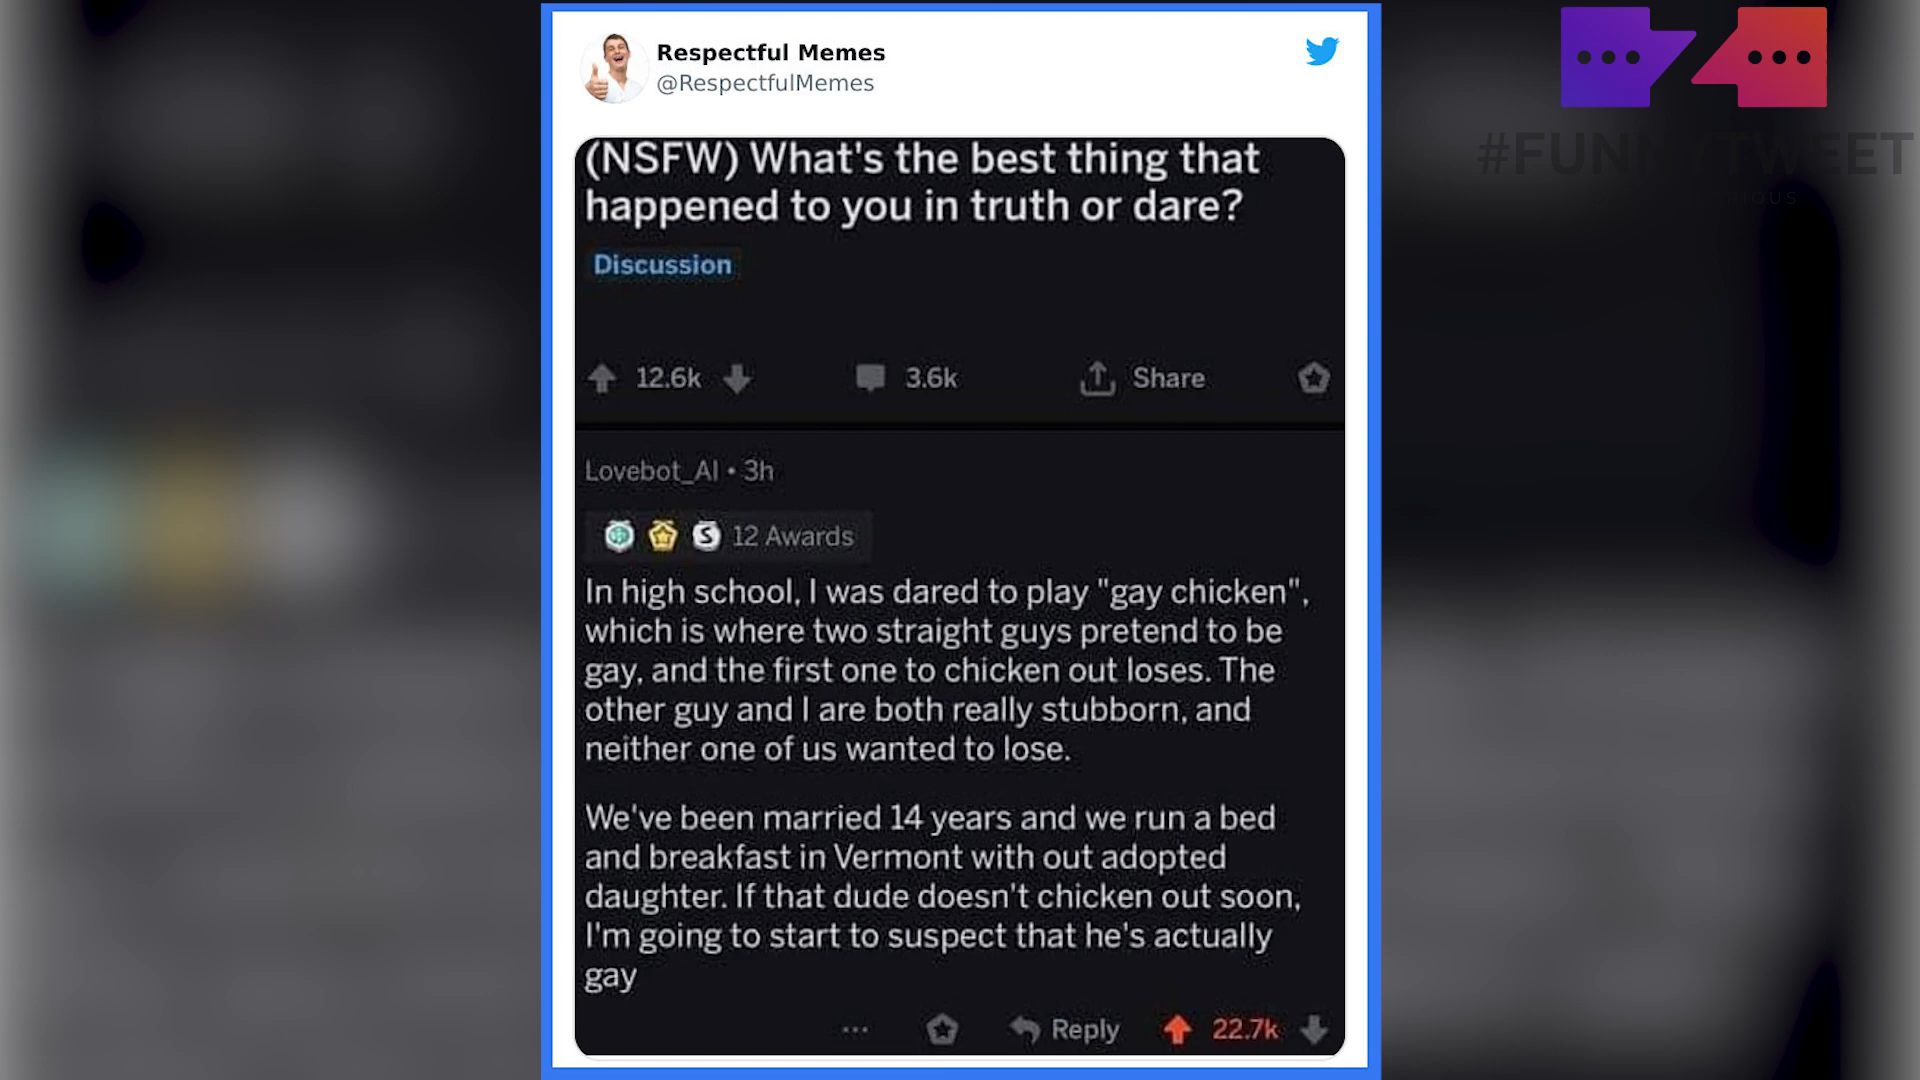 Respectful Memes
@RespectfulMemes
#FUNNYTWEET
(NSFW) What's the best thing that
happened to you in truth or dare?
Discussion
12.6k
3.6k
Share
Lovebot_AI • 3h
S
12 Awards
In high school, I was dared to play "gay chicken",
which is where two straight guys pretend to be
gay, and the first one to chicken out loses. The
other guy and I are both really stubborn, and
neither one of us wanted to lose.
We've been married 14 years and we run a bed
and breakfast in Vermont with out adopted
daughter. If that dude doesn't chicken out soon,
I'm going to start to suspect that he's actually
gay
Reply
22.7k